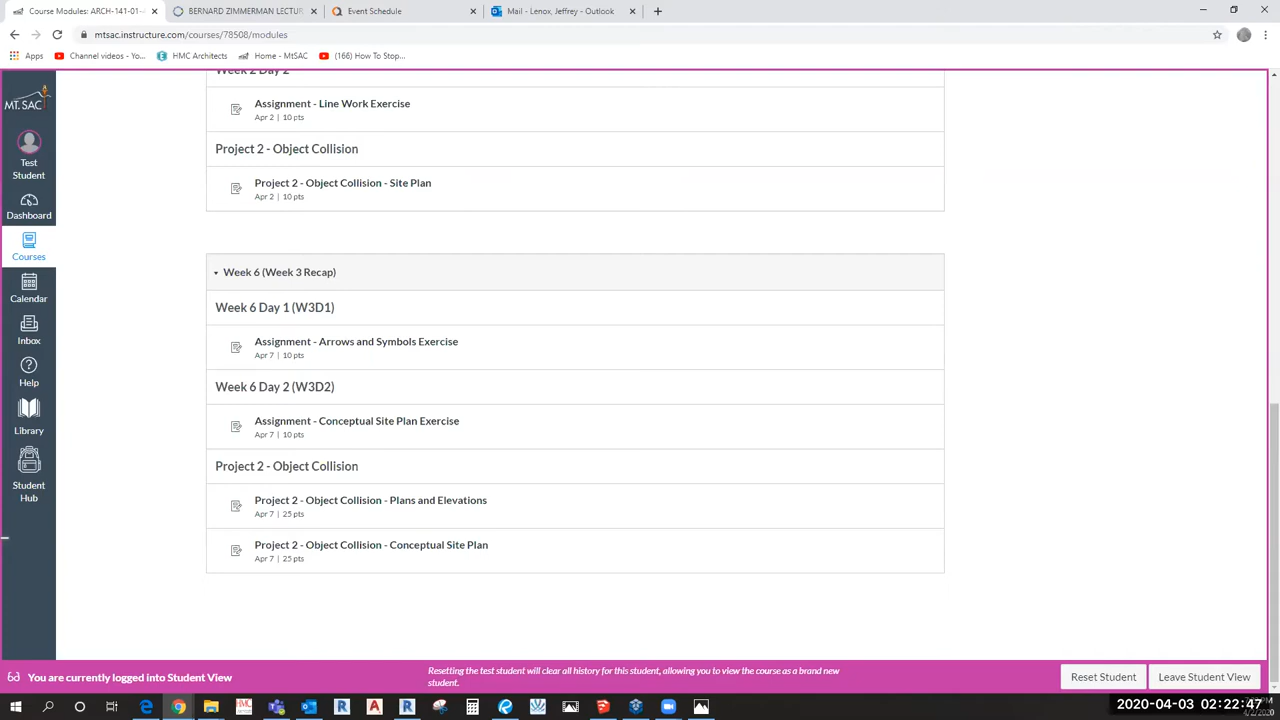 Course Modules: ARCH-141-01-
BERNARD ZIMMERMAN LECTUR
Event Schedule
Mail - Lenox, Jeffrey - Outlook
mtsac.instructure.com/courses/78508/modules
Apps
Channel videos - Yo...
HMC Architects
Home - MtSAC
(166) How To Stop...
MT. SAC
Test
Student
Dashboard
Courses
Calendar
Inbox
Help
Library
Student
Hub
Week 2 Day 2
Assignment - Line Work Exercise
Apr 2 | 10 pts
Project 2 - Object Collision
Project 2 - Object Collision - Site Plan
Apr 2 | 10 pts
Week 6 (Week 3 Recap)
Week 6 Day 1 (W3D1)
Assignment - Arrows and Symbols Exercise
Apr 7 | 10 pts
Week 6 Day 2 (W3D2)
Assignment - Conceptual Site Plan Exercise
Apr 7 | 10 pts
Project 2 - Object Collision
Project 2 - Object Collision - Plans and Elevations
Apr 7 | 25 pts
Project 2 - Object Collision - Conceptual Site Plan
Apr 7 | 25 pts
You are currently logged into Student View
Resetting the test student will clear all history for this student, allowing you to view the course as a brand new
student.
Reset Student
Leave Student View
2020-04-03 02:22:47
4/2/2020